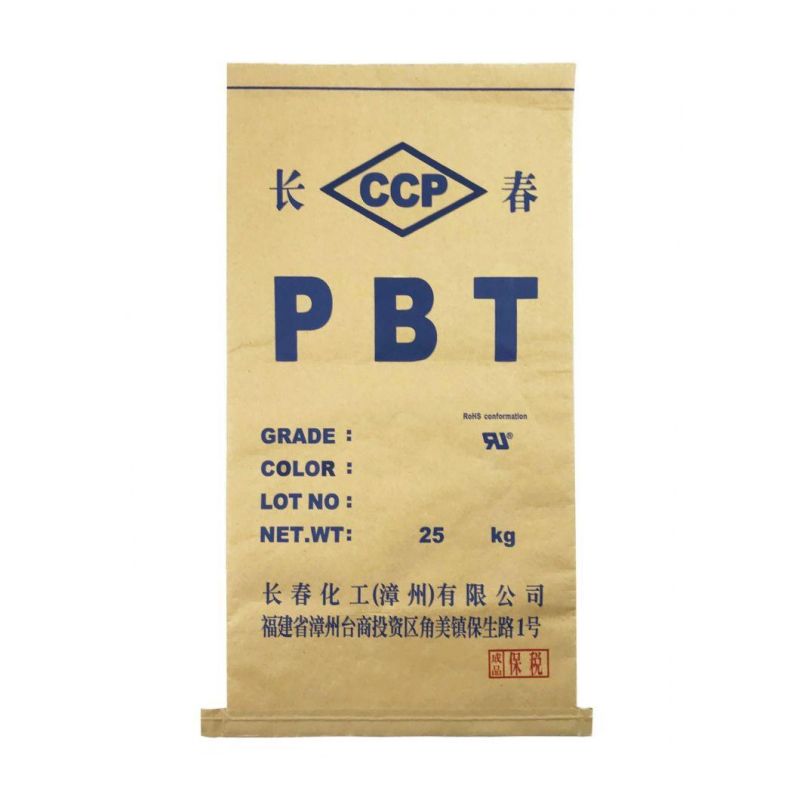 长 CCP 春
PBT
RoHS conformation
GRADE：
RU®
COLOR：
LOT NO：
NET.WT： 25 kg
长春化工(漳州)有限公司
福建省漳州台商投资区角美镇保生路1号
成品 保税